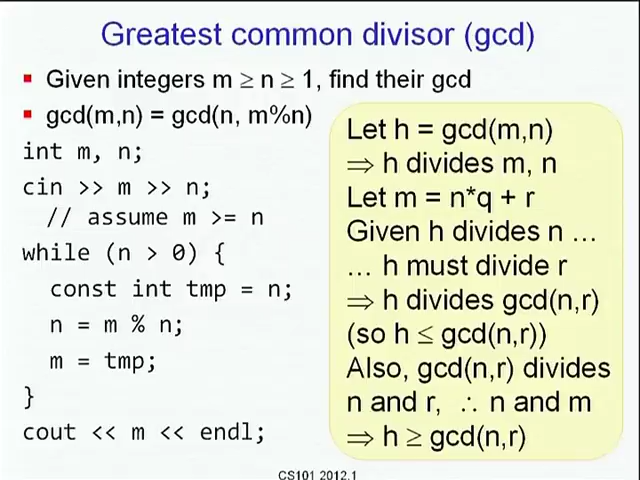 Greatest common divisor (gcd)
Given integers m ≥ n ≥ 1, find their gcd
gcd(m,n) = gcd(n, m%n)
int m, n;
cin >> m >> n;
// assume m >= n
while (n > 0) {
const int tmp = n;
n = m % n;
m = tmp;
}
cout << m << endl;
Let h = gcd(m,n)
⇒ h divides m, n
Let m = n*q + r
Given h divides n …
… h must divide r
⇒ h divides gcd(n,r)
(so h ≤ gcd(n,r))
Also, gcd(n,r) divides
n and r, ∴ n and m
⇒ h ≥ gcd(n,r)
CS101 2012.1